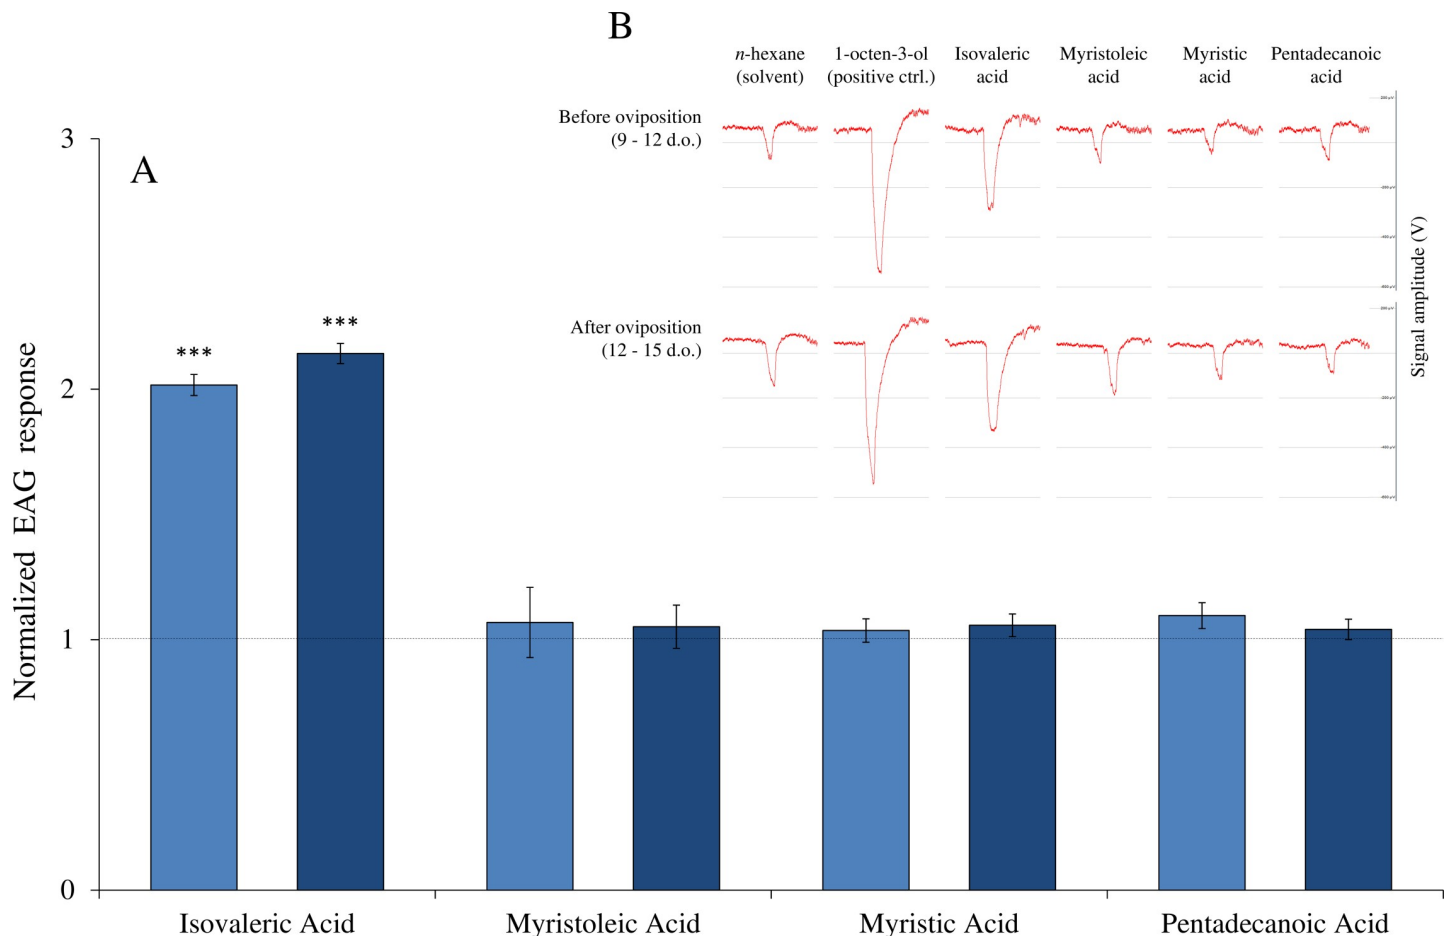 B
n-hexane
(solvent)
1-octen-3-ol
(positive ctrl.)
Isovaleric
acid
Myristoleic
acid
Myristic
acid
Pentadecanoic
acid
Before oviposition
(9 - 12 d.o.)
After oviposition
(12 - 15 d.o.)
Signal amplitude (V)
A
3
2
1
0
Normalized EAG response
***
***
Isovaleric Acid
Myristoleic Acid
Myristic Acid
Pentadecanoic Acid